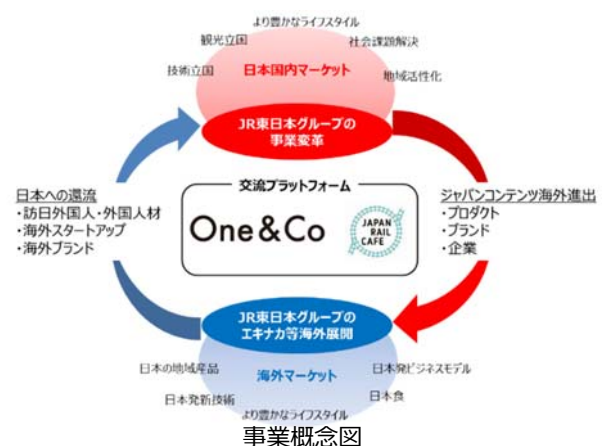 より豊かなライフスタイル
観光立国
社会課題解決
技術立国
日本国内マーケット
地域活性化
JR東日本グループの
事業変革
日本への還流
・訪日外国人・外国人材
・海外スタートアップ
・海外ブランド
交流プラットフォーム
One&Co
JAPAN
RAIL
CAFE
ジャパンコンテンツ海外進出
・プロダクト
・ブランド
・企業
JR東日本グループの
エキナカ等海外展開
日本の地域産品
海外マーケット
日本発ビジネスモデル
日本発新技術
日本食
より豊かなライフスタイル
事業概念図